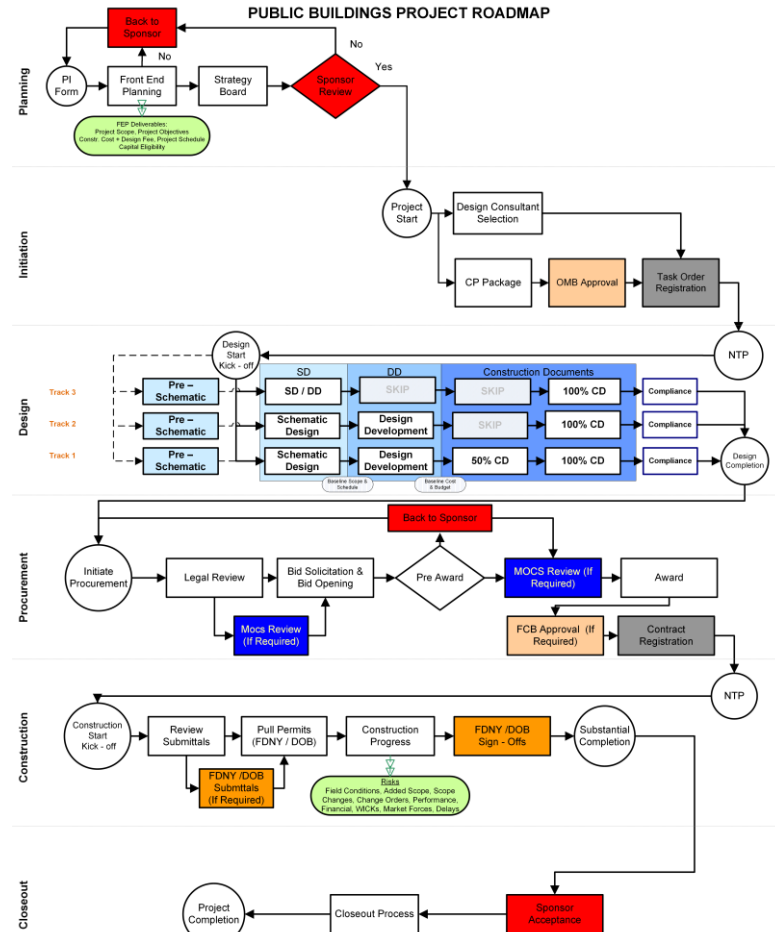 PUBLIC BUILDINGS PROJECT ROADMAP
Planning
Back to
Sponsor
No
No
Yes
PI
Form
Front End
Planning
Strategy
Board
Sponsor
Review
FEP Deliverables:
Project Scope, Project Objectives
Constr. Cost + Design Fee, Project Schedule
Capital Eligibility
Initiation
Project
Start
Design Consultant
Selection
CP Package
OMB Approval
Task Order
Registration
Design
Design
Start
Kick - off
NTP
SD
DD
Construction Documents
Track 3
Pre –
Schematic
SD / DD
SKIP
SKIP
100% CD
Compliance
Track 2
Pre –
Schematic
Schematic
Design
Design
Development
SKIP
100% CD
Compliance
Track 1
Pre –
Schematic
Schematic
Design
Design
Development
50% CD
100% CD
Compliance
Design
Completion
Baseline Scope &
Schedule
Baseline Cost
& Budget
Procurement
Back to Sponsor
Initiate
Procurement
Legal Review
Bid Solicitation &
Bid Opening
Pre Award
MOCS Review (If
Required)
Award
Mocs Review
(If Required)
FCB Approval (If
Required)
Contract
Registration
NTP
Construction
Construction
Start
Kick - off
Review
Submittals
Pull Permits
(FDNY / DOB)
Construction
Progress
FDNY /DOB
Sign - Offs
Substantial
Completion
FDNY /DOB
Submttals
(If Required)
Risks
Field Conditions, Added Scope, Scope
Changes, Change Orders, Performance,
Financial, WICKs, Market Forces, Delays
Closeout
Project
Completion
Closeout Process
Sponsor
Acceptance